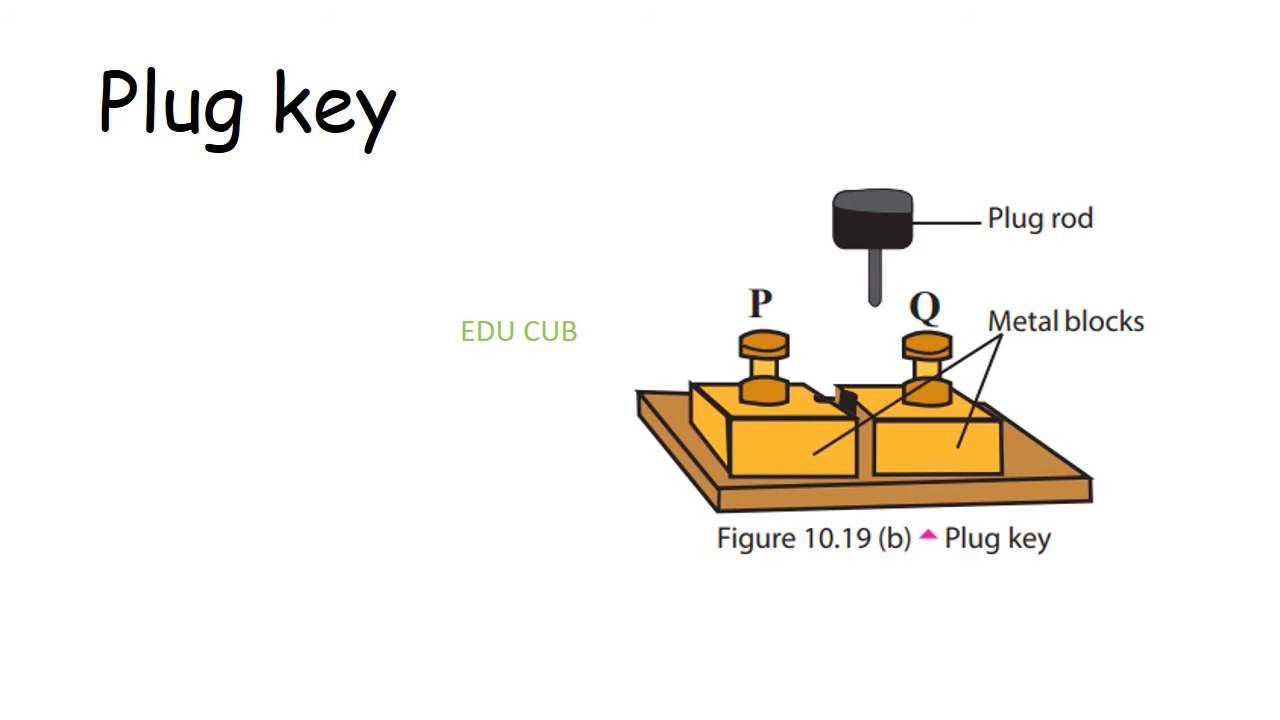 Plug key
Plug rod
P
Q
Metal blocks
EDU CUB
Figure 10.19 (b) ▲ Plug key